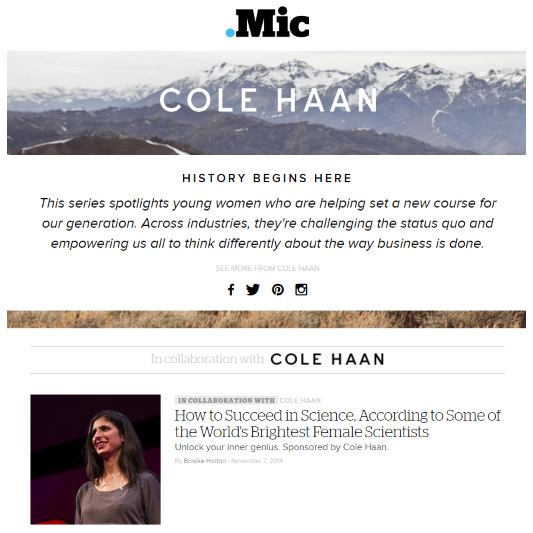 .Mic
COLE HAAN
HISTORY BEGINS HERE
This series spotlights young women who are helping set a new course for
our generation. Across industries, they're challenging the status quo and
empowering us all to think differently about the way business is done.
SEE MORE FROM COLE HAAN
In collaboration with COLE HAAN
IN COLLABORATION WITH COLE HAAN
How to Succeed in Science, According to Some of
the World's Brightest Female Scientists
Unlock your inner genius. Sponsored by Cole Haan.
By Brooke Horton - November 7, 2014